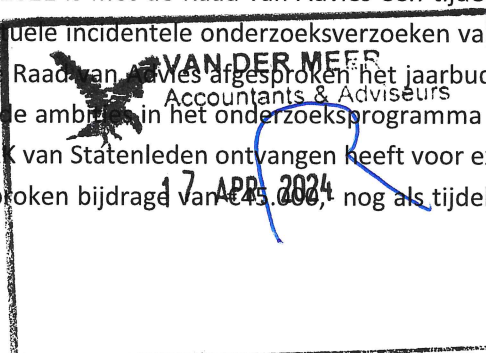 uele incidentele onderzoeksverzoeken va
VAN DER MEER
Raad van Advies afgesproken het jaarbud
Accountants & Adviseurs
de ambities in het onderzoeksprogramma
K van Statenleden ontvangen heeft voor e
17 APR. 2024
roken bijdrage van €45.000,- nog als tijdel